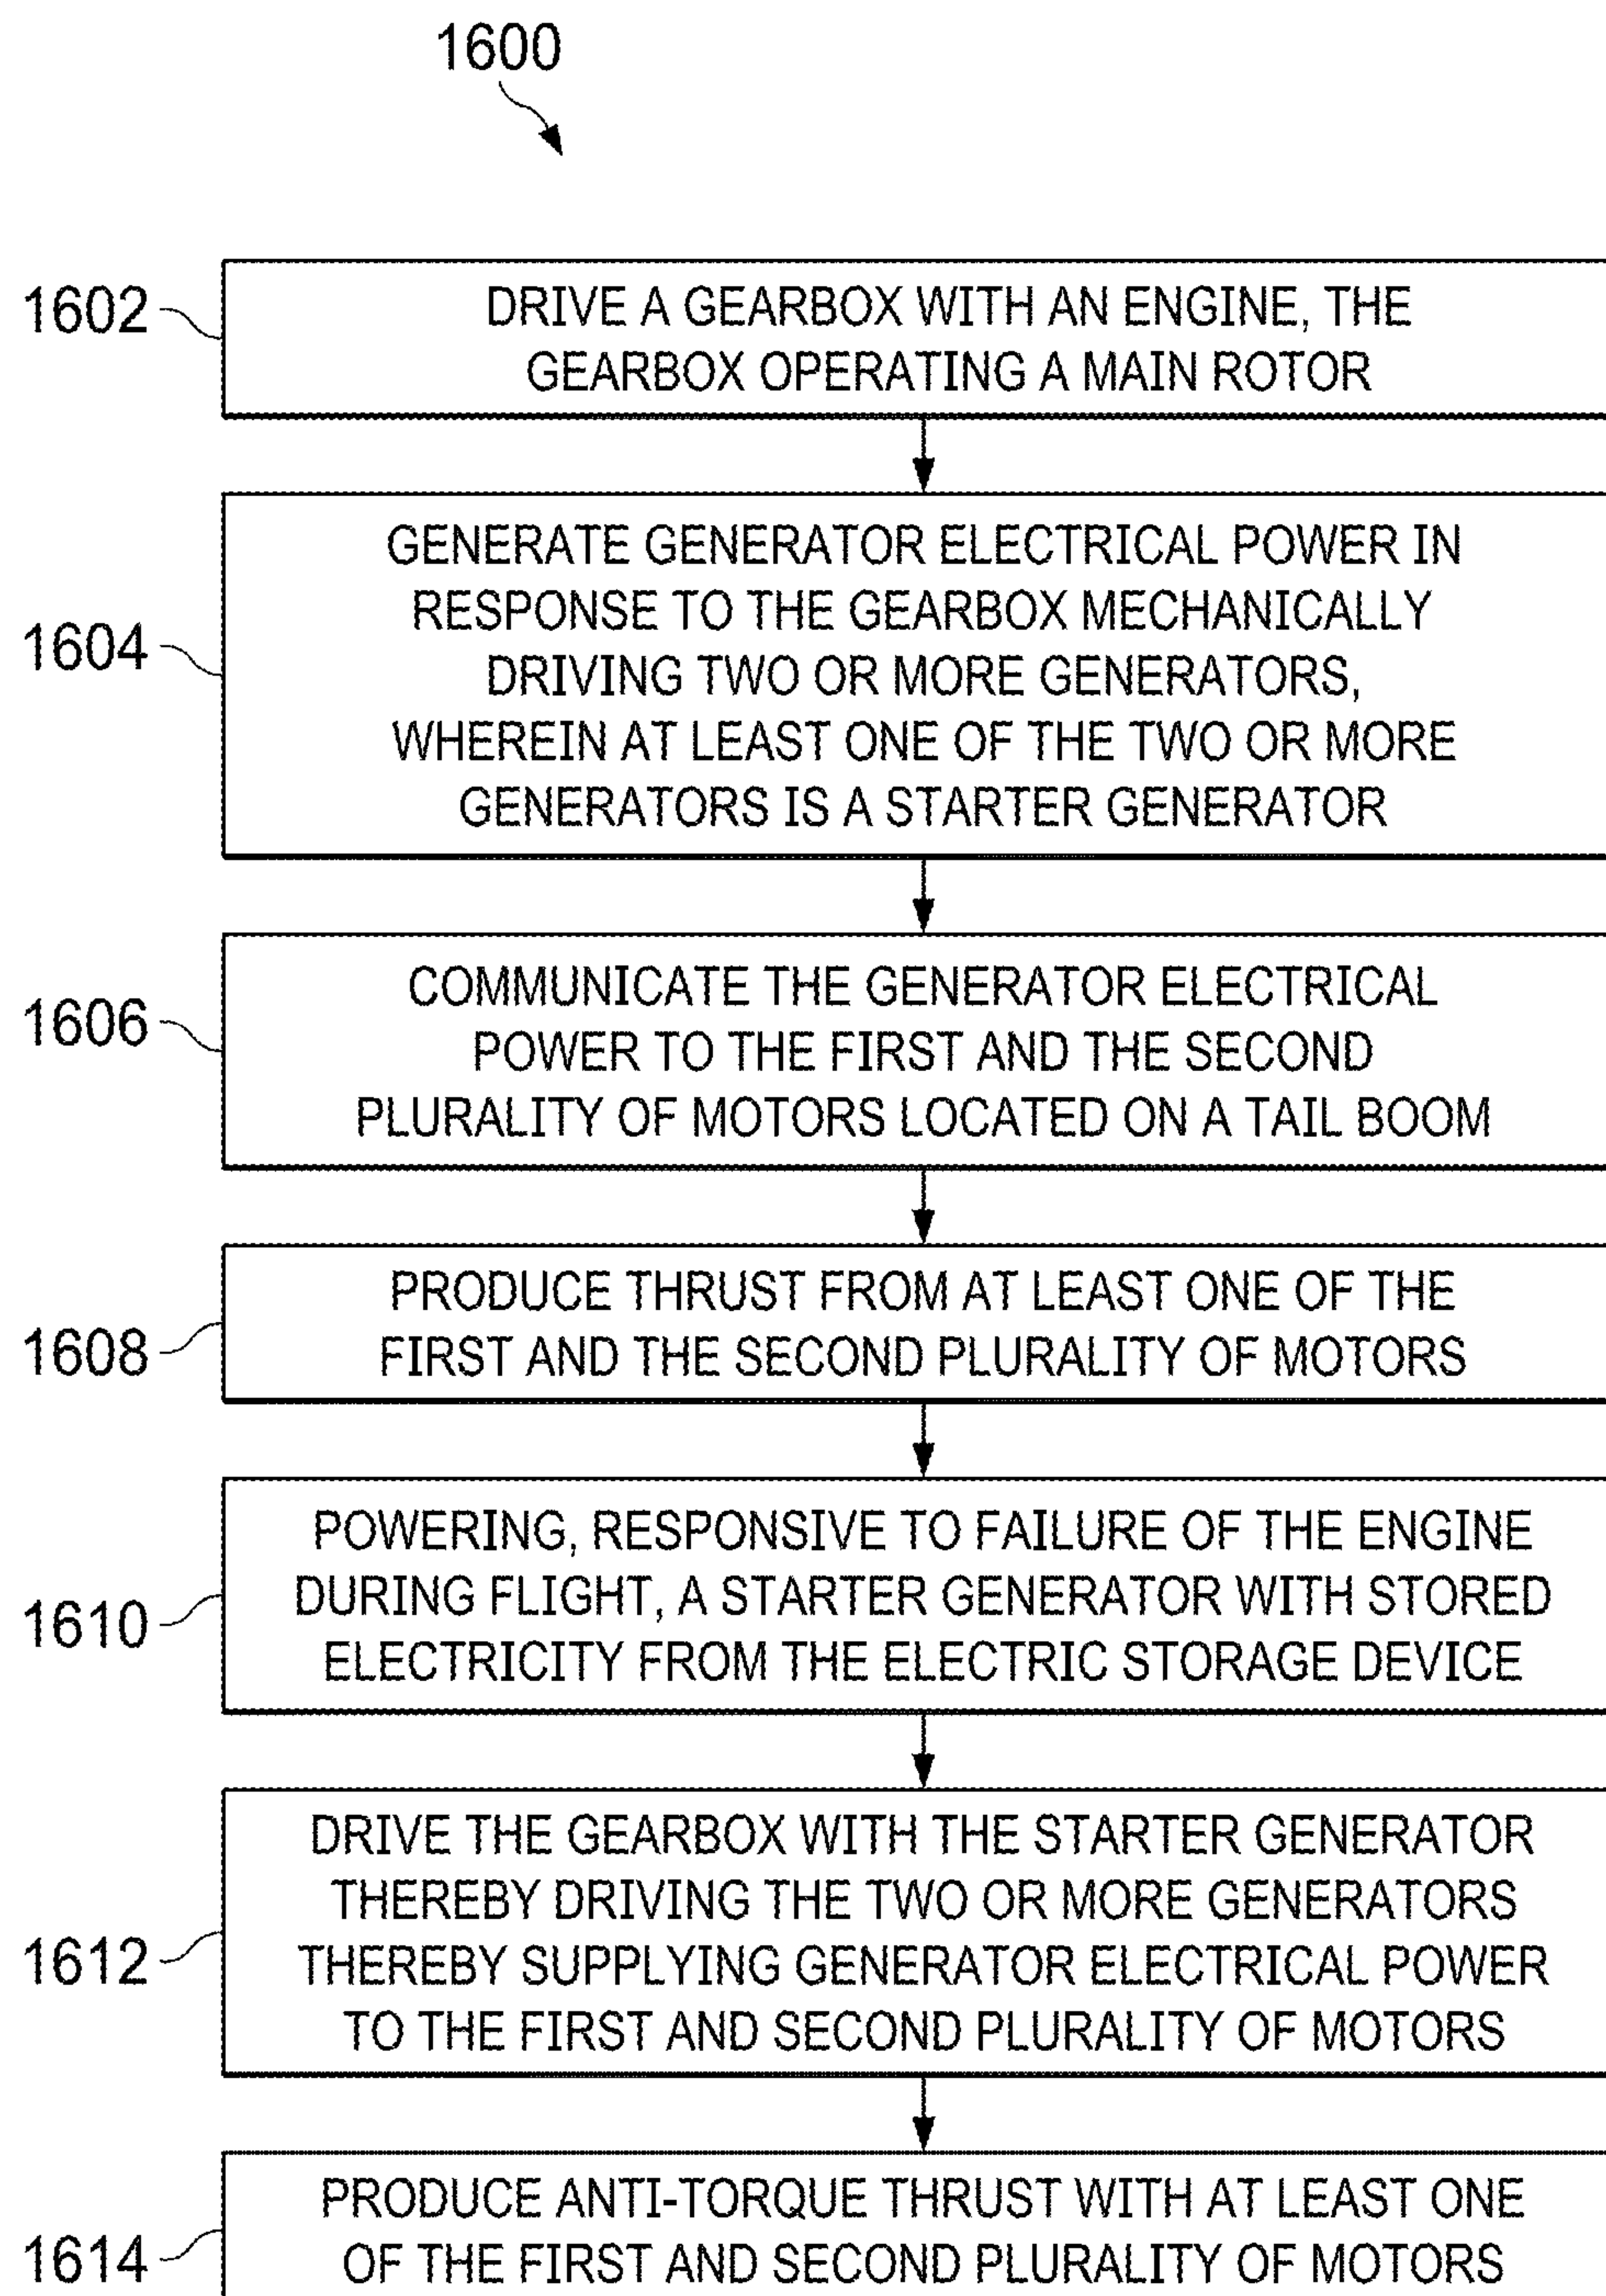 1600
1602
DRIVE A GEARBOX WITH AN ENGINE, THE
GEARBOX OPERATING A MAIN ROTOR
1604
GENERATE GENERATOR ELECTRICAL POWER IN
RESPONSE TO THE GEARBOX MECHANICALLY
DRIVING TWO OR MORE GENERATORS,
WHEREIN AT LEAST ONE OF THE TWO OR MORE
GENERATORS IS A STARTER GENERATOR
1606
COMMUNICATE THE GENERATOR ELECTRICAL
POWER TO THE FIRST AND THE SECOND
PLURALITY OF MOTORS LOCATED ON A TAIL BOOM
1608
PRODUCE THRUST FROM AT LEAST ONE OF THE
FIRST AND THE SECOND PLURALITY OF MOTORS
1610
POWERING, RESPONSIVE TO FAILURE OF THE ENGINE
DURING FLIGHT, A STARTER GENERATOR WITH STORED
ELECTRICITY FROM THE ELECTRIC STORAGE DEVICE
1612
DRIVE THE GEARBOX WITH THE STARTER GENERATOR
THEREBY DRIVING THE TWO OR MORE GENERATORS
THEREBY SUPPLYING GENERATOR ELECTRICAL POWER
TO THE FIRST AND SECOND PLURALITY OF MOTORS
1614
PRODUCE ANTI-TORQUE THRUST WITH AT LEAST ONE
OF THE FIRST AND SECOND PLURALITY OF MOTORS